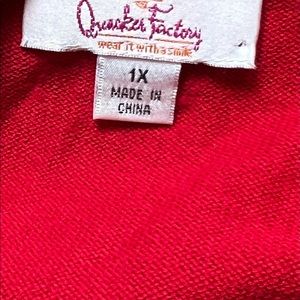 Quacker Factory
wear it with a smile
1X
MADE IN
CHINA